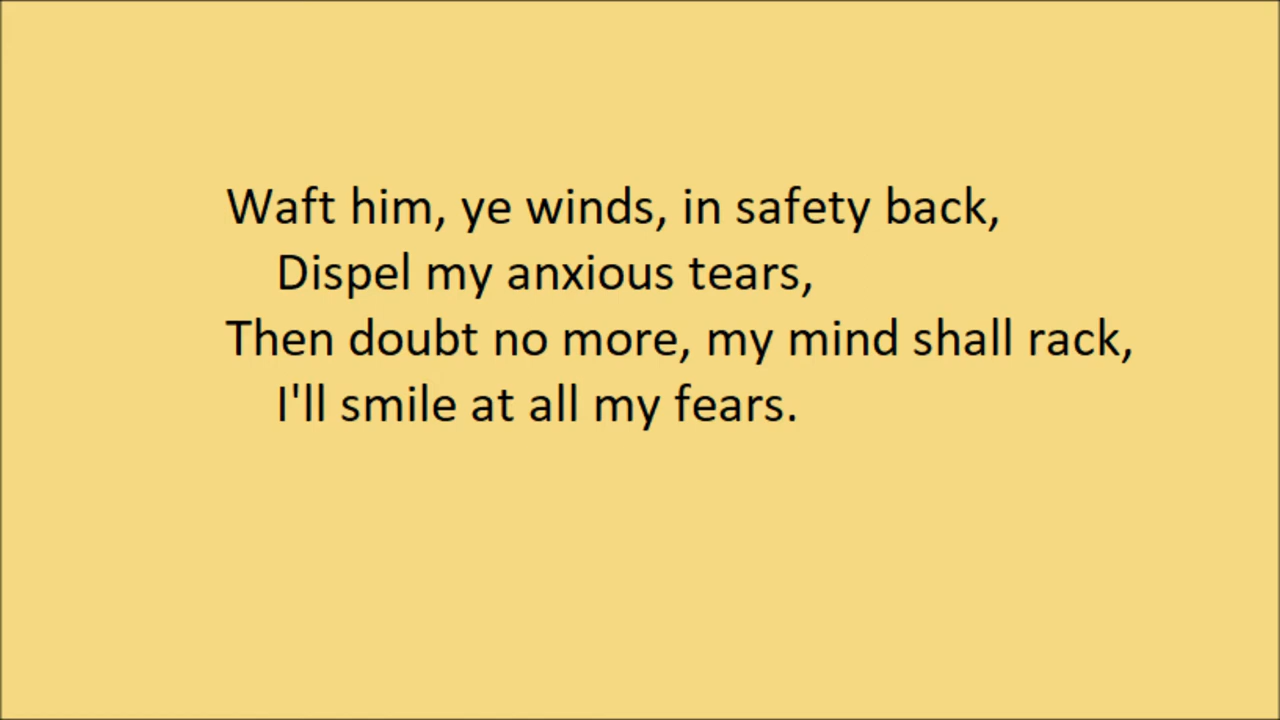 Waft him, ye winds, in safety back,
Dispel my anxious tears,
Then doubt no more, my mind shall rack,
I'll smile at all my fears.